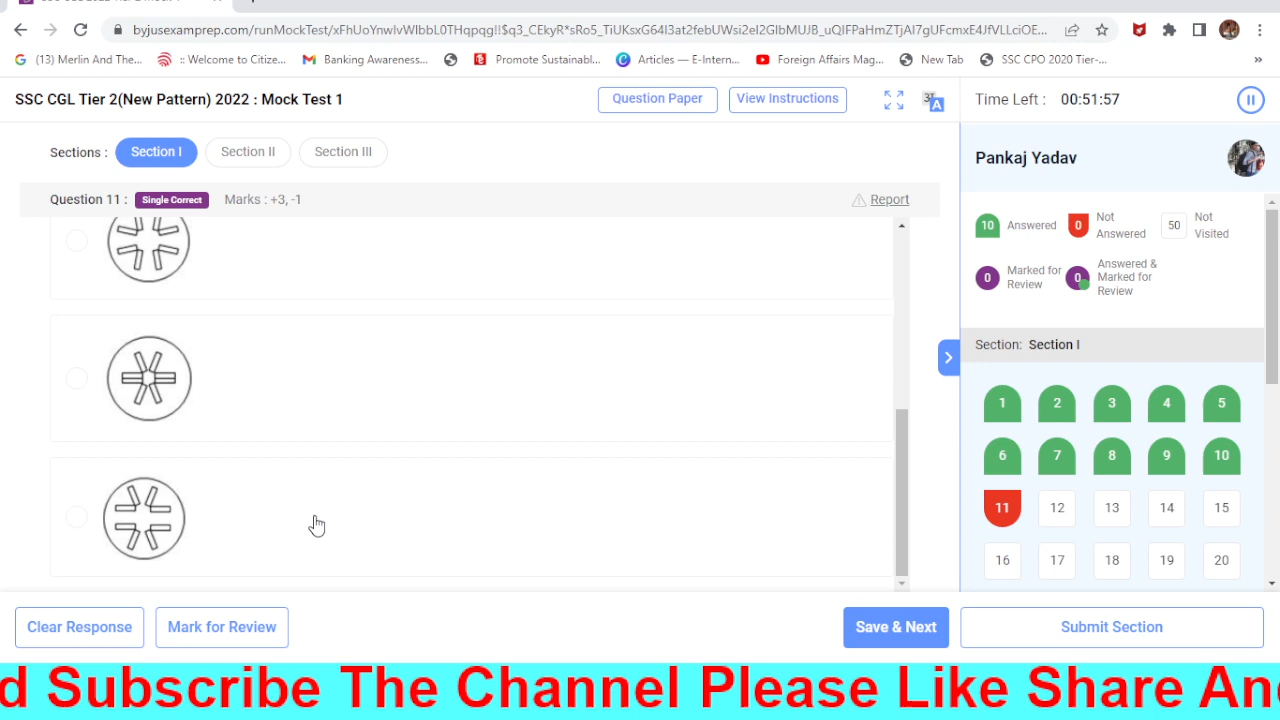 byjusexamprep.com/runMockTest/
(13) Merlin And The...
:: Welcome to Citize...
Banking Awareness...
Promote Sustainabl...
Articles — E-Intern...
Foreign Affairs Mag...
New Tab
SSC CPO 2020 Tier-...
»
SSC CGL Tier 2(New Pattern) 2022 : Mock Test 1
Question Paper
View Instructions
Time Left : 00:51:57
Sections : Section I Section II Section III
Pankaj Yadav
Question 11 : Single Correct Marks : +3, -1
Report
10 Answered
0 Not Answered
50 Not Visited
0 Marked for Review
0 Answered & Marked for Review
Section: Section I
1 2 3 4 5
6 7 8 9 10
11 12 13 14 15
16 17 18 19 20
Clear Response
Mark for Review
Save & Next
Submit Section
d Subscribe The Channel Please Like Share And